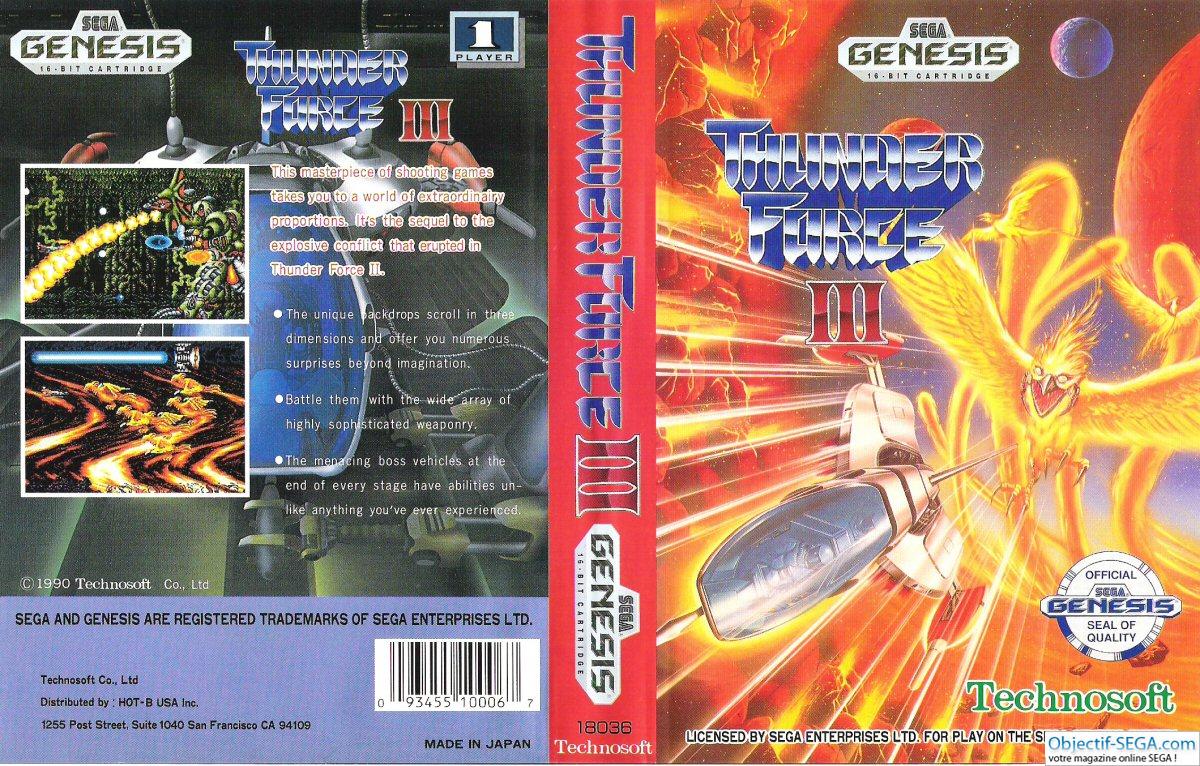 SEGA
GENESIS
16-BIT CARTRIDGE
1
PLAYER
THUNDER
FORCE
III
This masterpiece of shooting games
takes you to a world of extraordinalry
proportions. It's the sequel to the
explosive conflict that erupted in
Thunder Force II.
● The unique backdrops scroll in three
dimensions and offer you numerous
surprises beyond imagination.
● Battle them with the wide array of
highly sophisticated weaponry.
● The menacing boss vehicles at the
end of every stage have abilities un-
like anything you've ever experienced.
© 1990 Technosoft Co., Ltd
SEGA AND GENESIS ARE REGISTERED TRADEMARKS OF SEGA ENTERPRISES LTD.
Technosoft Co., Ltd
Distributed by : HOT-B USA Inc.
1255 Post Street, Suite 1040 San Francisco CA 94109
0 93455 10006 7
MADE IN JAPAN
THUNDER FORCE III
SEGA
GENESIS
16-BIT CARTRIDGE
18036
Technosoft
SEGA
GENESIS
16-BIT CARTRIDGE
THUNDER
FORCE
III
OFFICIAL
SEGA
GENESIS
SEAL OF
QUALITY
Technosoft
LICENSED BY SEGA ENTERPRISES LTD. FOR PLAY ON THE
Objectif-SEGA.com
votre magazine online SEGA !